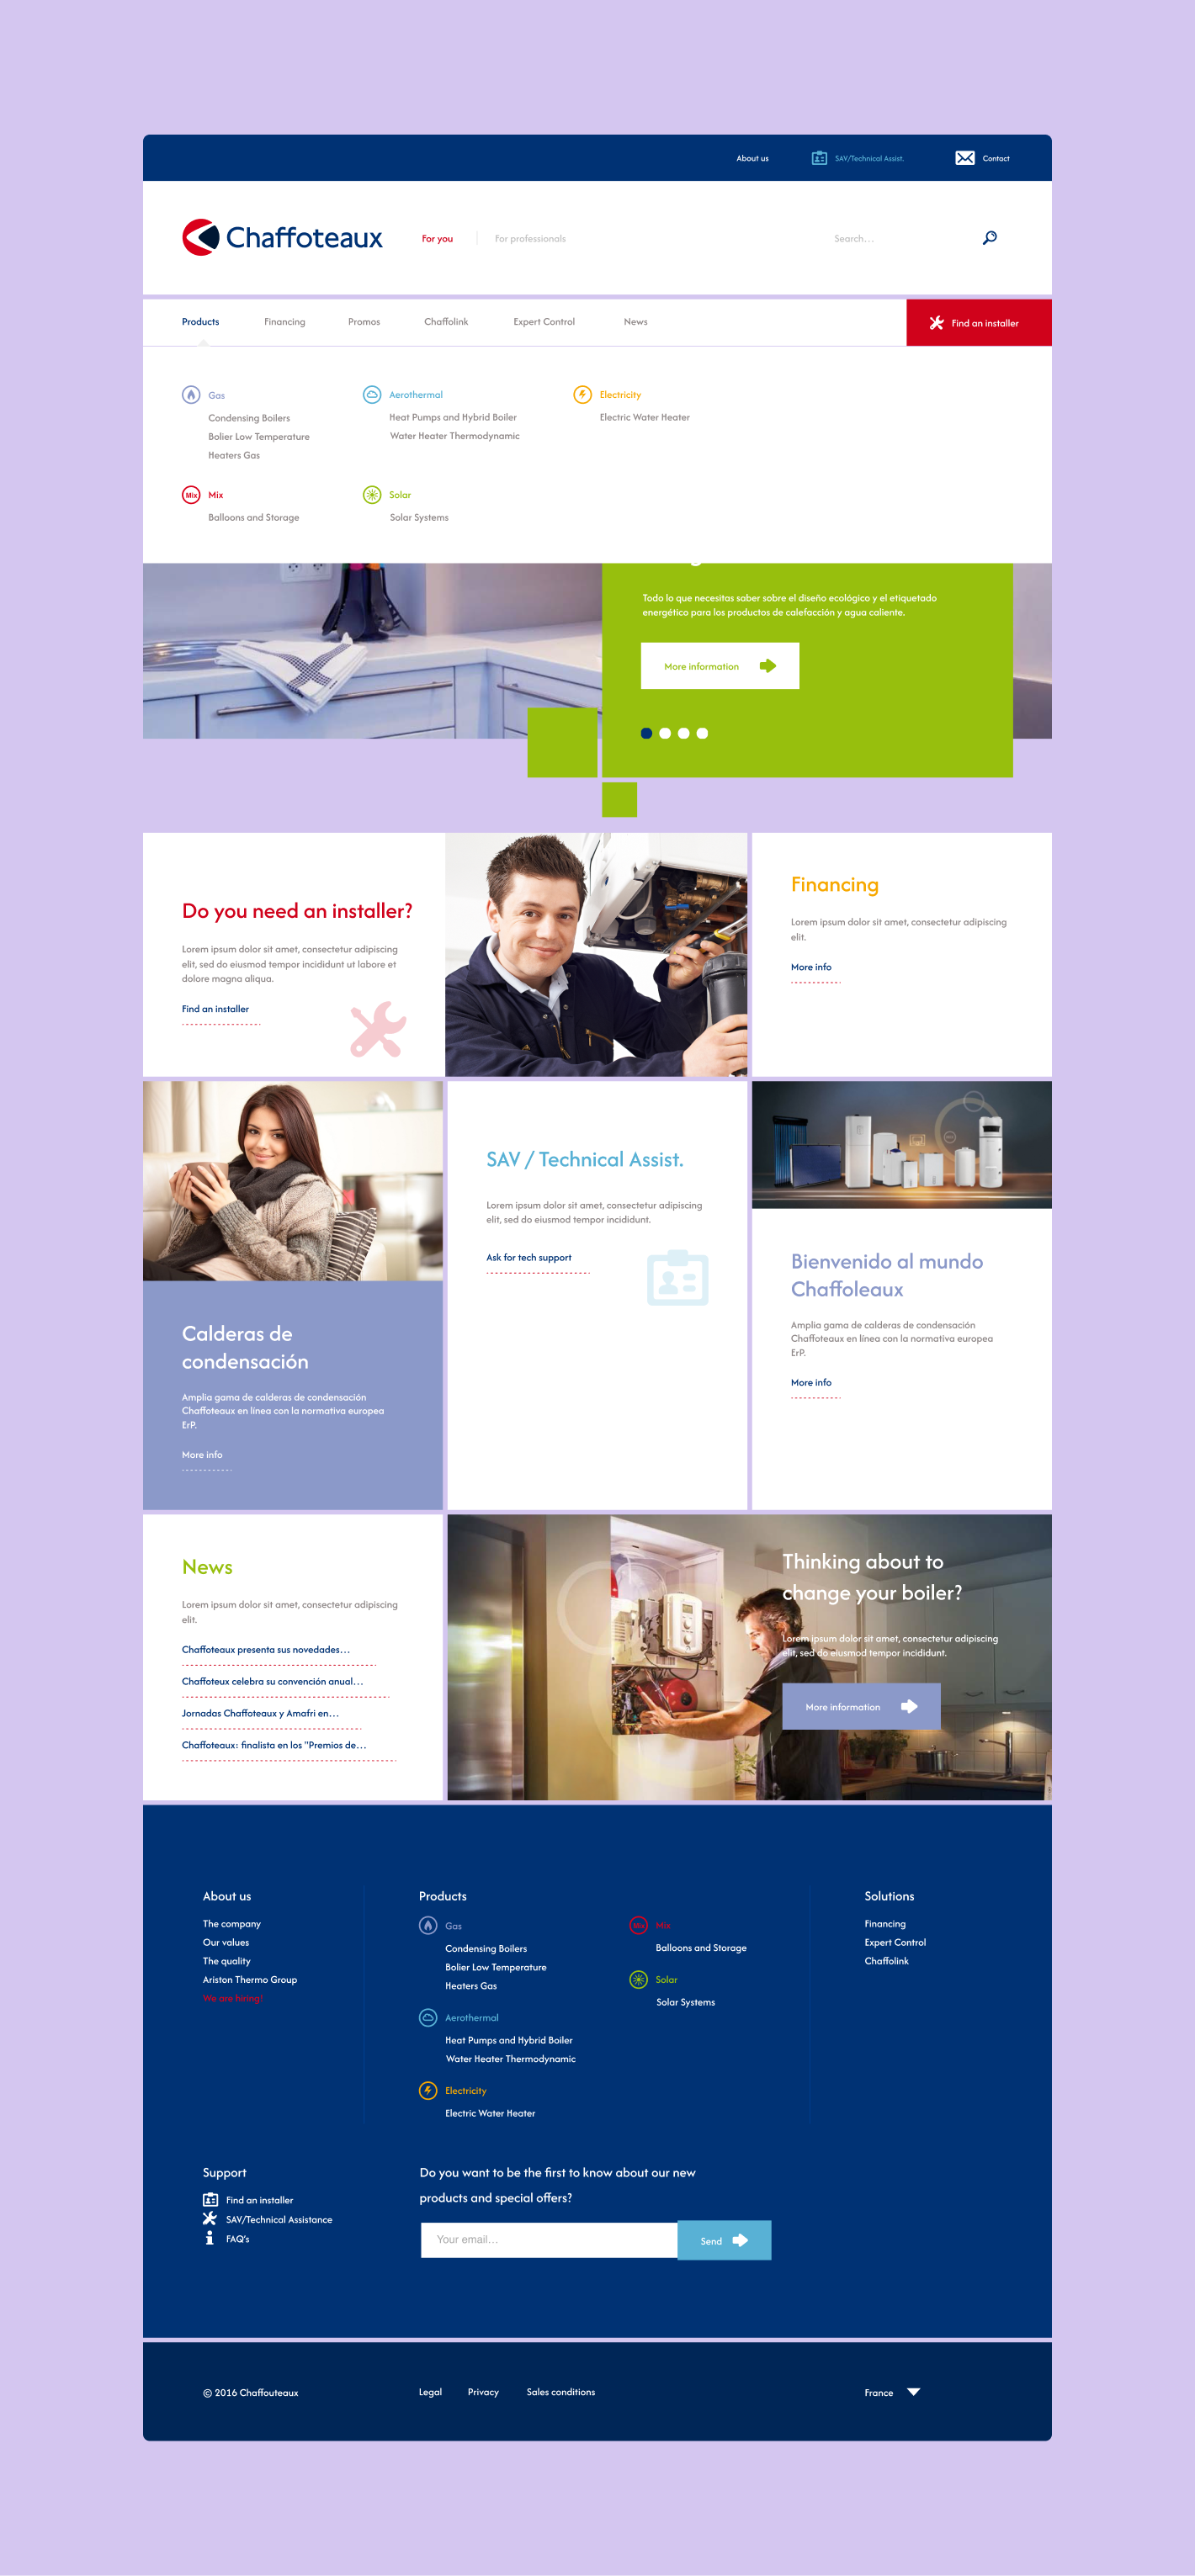 About us
SAV/Technical Assist.
Contact
Chaffoteaux
For you
For professionals
Search...
Products
Financing
Promos
Chaffolink
Expert Control
News
Find an installer
Gas
Condensing Boilers
Bolier Low Temperature
Heaters Gas
Aerothermal
Heat Pumps and Hybrid Boiler
Water Heater Thermodynamic
Electricity
Electric Water Heater
Mix
Mix
Balloons and Storage
Solar
Solar Systems
Todo lo que necesitas saber sobre el diseño ecológico y el etiquetado
energético para los productos de calefacción y agua caliente.
More information
Do you need an installer?
Lorem ipsum dolor sit amet, consectetur adipiscing
elit, sed do eiusmod tempor incididunt ut labore et
dolore magna aliqua.
Find an installer
Financing
Lorem ipsum dolor sit amet, consectetur adipiscing
elit.
More info
Calderas de
condensación
Amplia gama de calderas de condensación
Chaffoteaux en línea con la normativa europea
ErP.
More info
SAV / Technical Assist.
Lorem ipsum dolor sit amet, consectetur adipiscing
elit, sed do eiusmod tempor incididunt.
Ask for tech support
Bienvenido al mundo
Chaffoleaux
Amplia gama de calderas de condensación
Chaffoteaux en línea con la normativa europea
ErP.
More info
News
Lorem ipsum dolor sit amet, consectetur adipiscing
elit.
Chaffoteaux presenta sus novedades...
Chaffoteux celebra su convención anual...
Jornadas Chaffoteaux y Amafri en...
Chaffoteaux: finalista en los "Premios de...
Thinking about to
change your boiler?
Lorem ipsum dolor sit amet, consectetur adipiscing
elit, sed do eiusmod tempor incididunt.
More information
About us
The company
Our values
The quality
Ariston Thermo Group
We are hiring!
Products
Gas
Condensing Boilers
Bolier Low Temperature
Heaters Gas
Aerothermal
Heat Pumps and Hybrid Boiler
Water Heater Thermodynamic
Electricity
Electric Water Heater
Mix
Mix
Balloons and Storage
Solar
Solar Systems
Solutions
Financing
Expert Control
Chaffolink
Support
Find an installer
SAV/Technical Assistance
FAQ's
Do you want to be the first to know about our new
products and special offers?
Your email...
Send
© 2016 Chaffouteaux
Legal
Privacy
Sales conditions
France